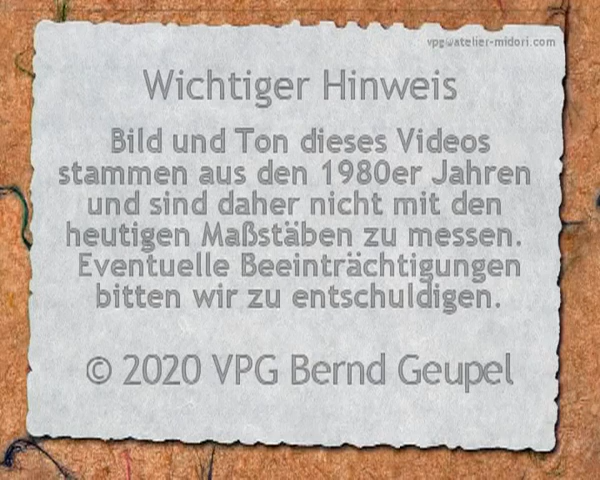 vpg@atelier-midori.com
Wichtiger Hinweis
Bild und Ton dieses Videos
stammen aus den 1980er Jahren
und sind daher nicht mit den
heutigen Maßstäben zu messen.
Eventuelle Beeinträchtigungen
bitten wir zu entschuldigen.
© 2020 VPG Bernd Geupel